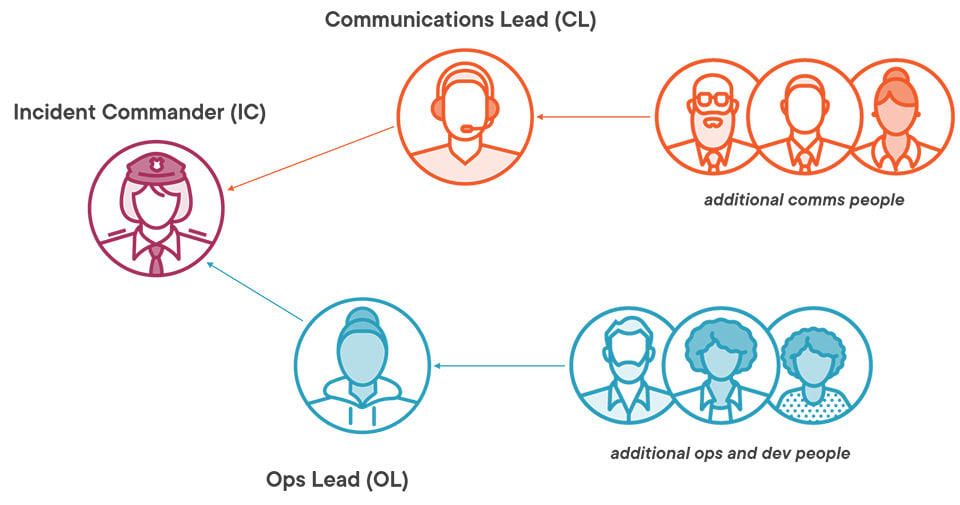 Communications Lead (CL)
Incident Commander (IC)
additional comms people
additional ops and dev people
Ops Lead (OL)